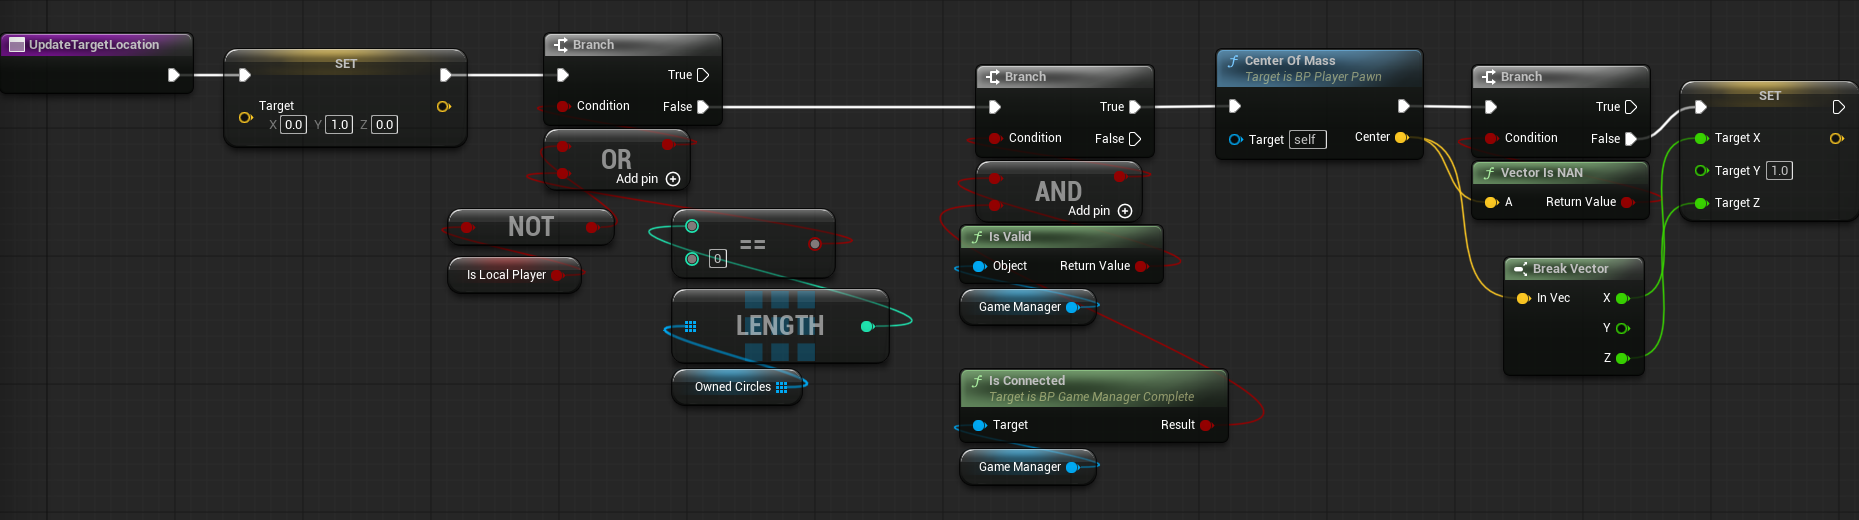 UpdateTargetLocation
SET
Target
X 0.0 Y 1.0 Z 0.0
Branch
True
Condition False
OR
Add pin
NOT
Is Local Player
==
0
LENGTH
Owned Circles
Branch
True
Condition False
AND
Add pin
Is Valid
Object Return Value
Game Manager
Is Connected
Target is BP Game Manager Complete
Target Result
Game Manager
f Center Of Mass
Target is BP Player Pawn
Target self Center
Branch
True
Condition False
f Vector Is NAN
A Return Value
Break Vector
In Vec X
Y
Z
SET
Target X
Target Y 1.0
Target Z